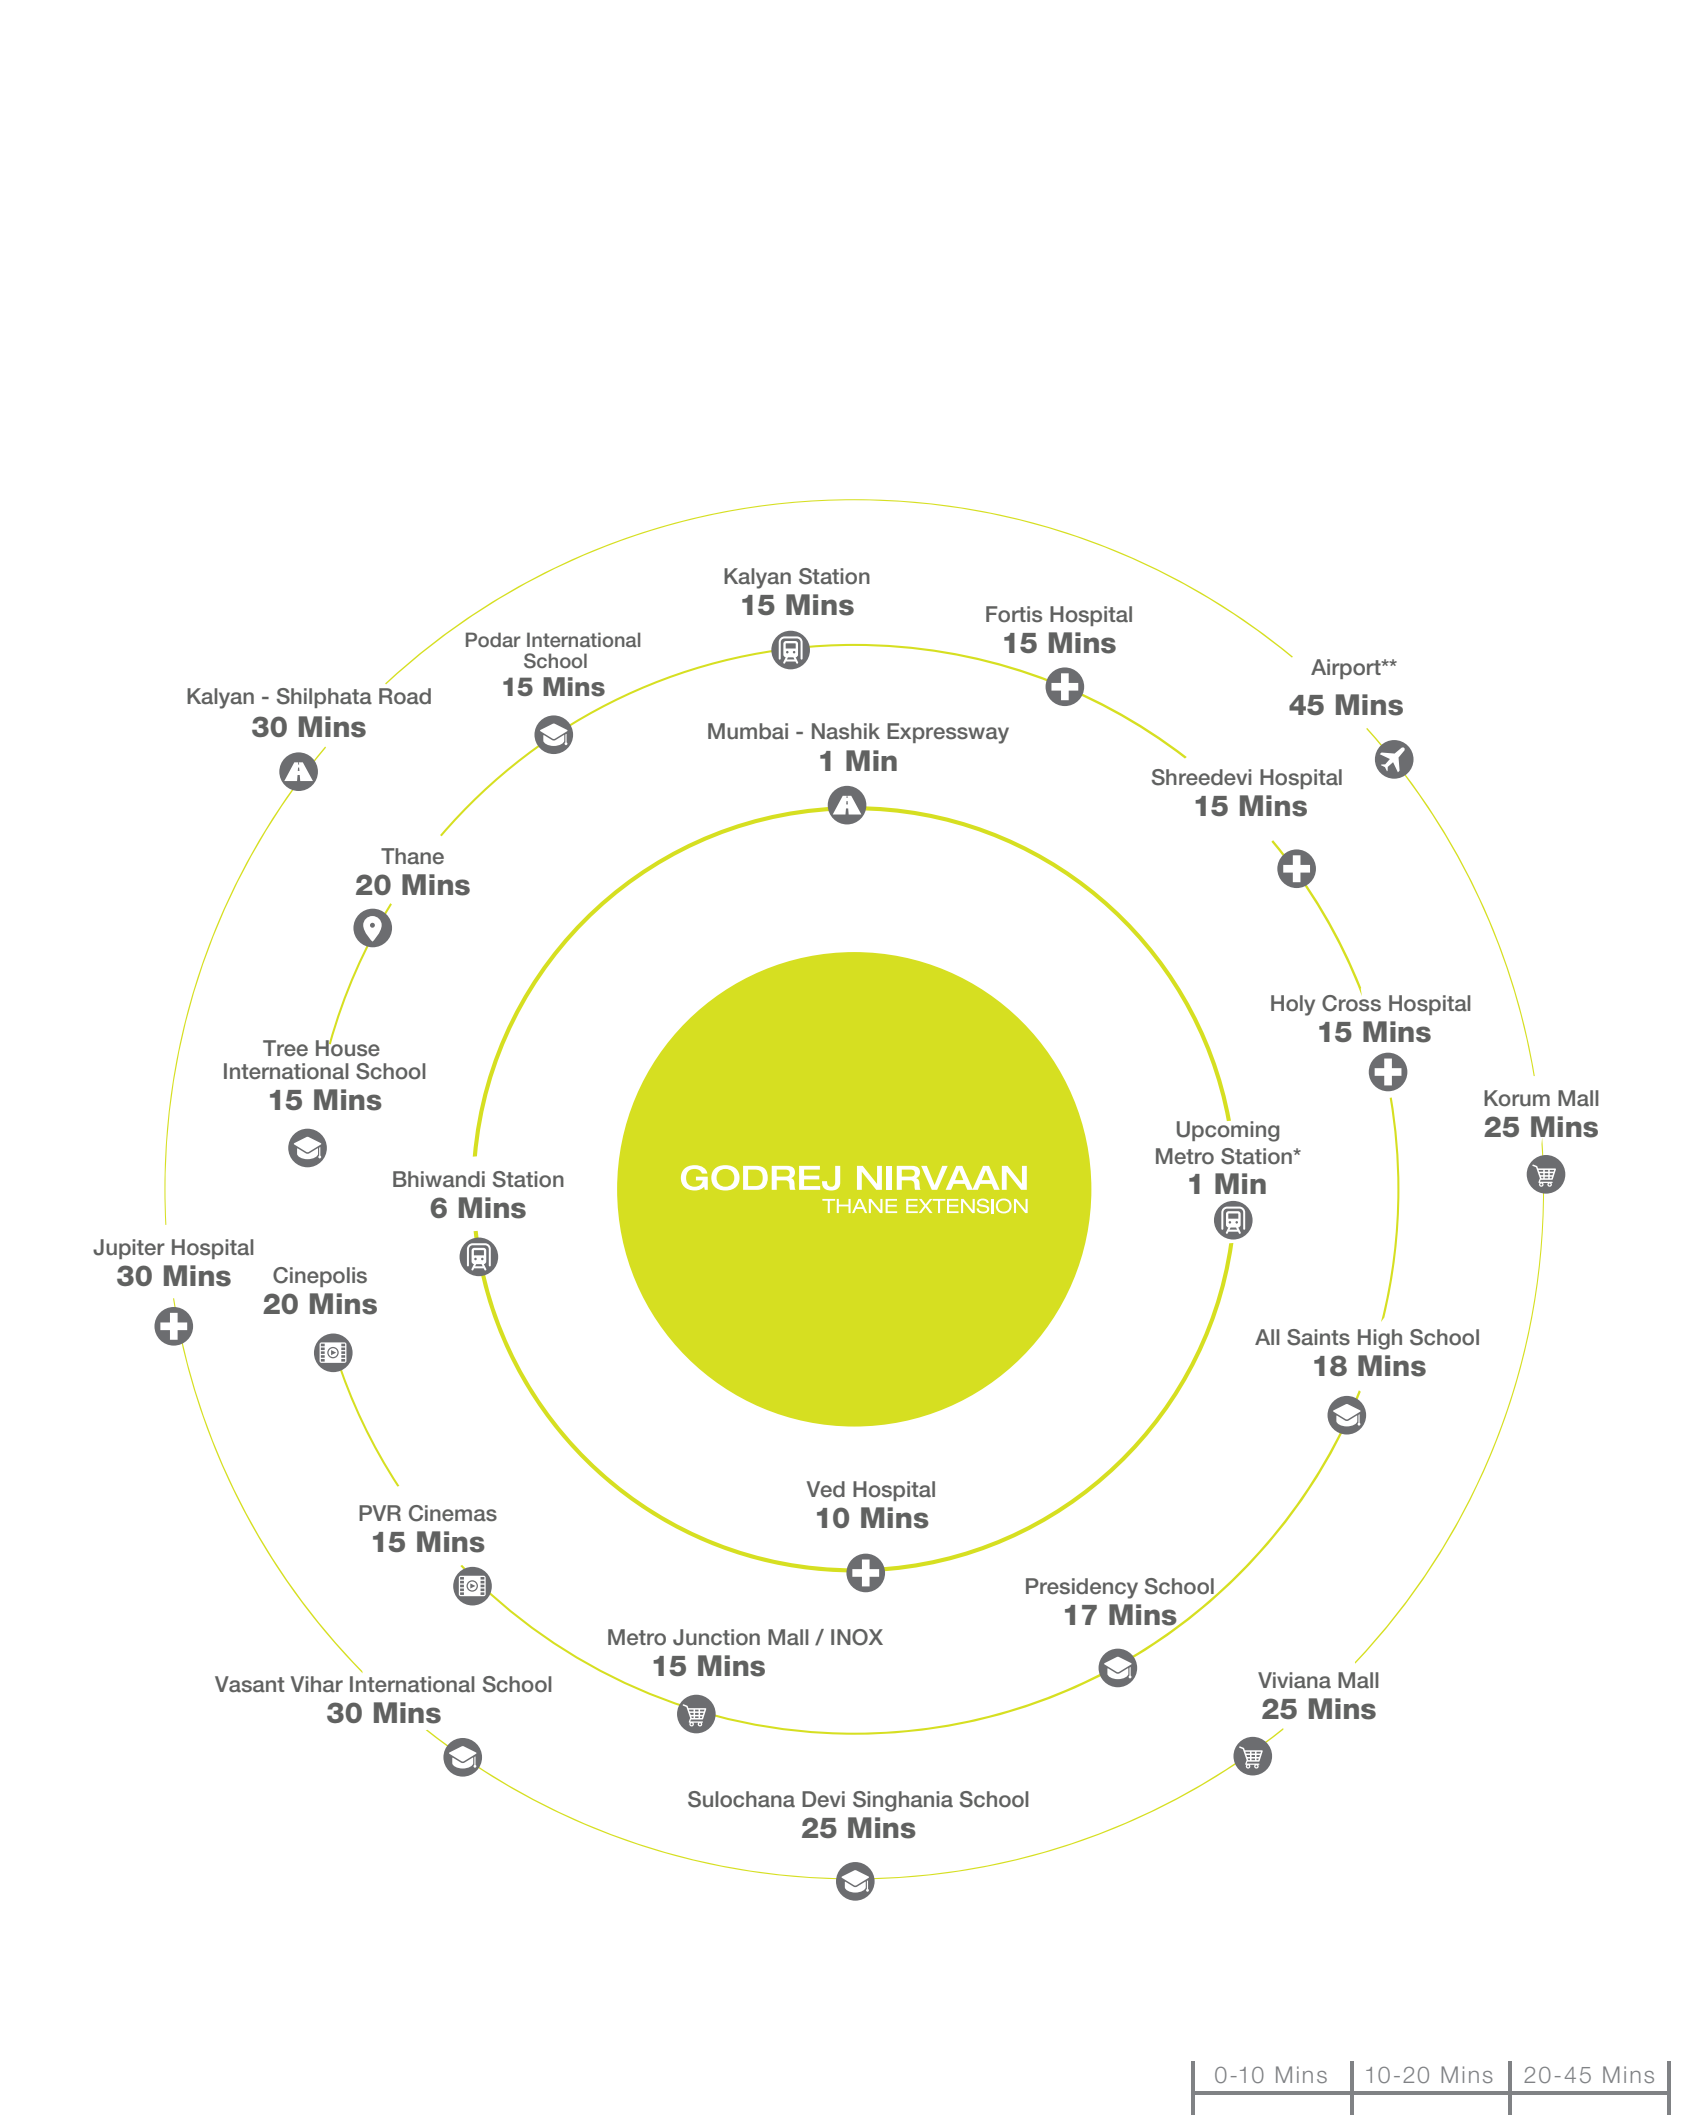 Kalyan Station
15 Mins
Fortis Hospital
15 Mins
Podar International
School
15 Mins
Airport**
45 Mins
Kalyan - Shilphata Road
30 Mins
Mumbai - Nashik Expressway
1 Min
Shreedevi Hospital
15 Mins
Thane
20 Mins
Holy Cross Hospital
15 Mins
Tree House
International School
15 Mins
Korum Mall
25 Mins
Upcoming
Metro Station*
1 Min
Bhiwandi Station
6 Mins
GODREJ NIRVAAN
THANE EXTENSION
Jupiter Hospital
30 Mins
Cinepolis
20 Mins
All Saints High School
18 Mins
Ved Hospital
10 Mins
PVR Cinemas
15 Mins
Presidency School
17 Mins
Metro Junction Mall / INOX
15 Mins
Vasant Vihar International School
30 Mins
Viviana Mall
25 Mins
Sulochana Devi Singhania School
25 Mins
0-10 Mins
10-20 Mins
20-45 Mins